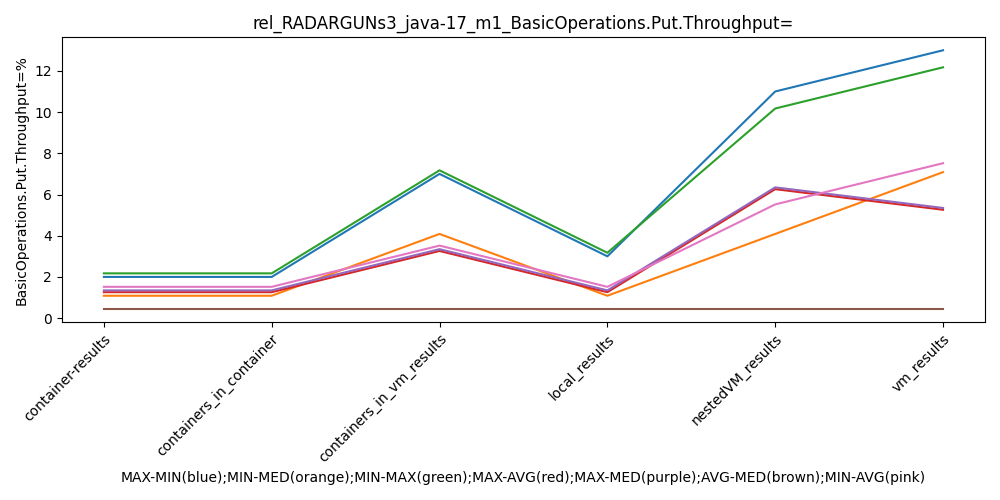 rel_RADARGUNs3_java-17_m1_BasicOperations.Put.Throughput=
BasicOperations.Put.Throughput=%
12
10
8
6
4
2
0
container-results
containers_in_container
containers_in_vm_results
local_results
nestedVM_results
vm_results
MAX-MIN(blue);MIN-MED(orange);MIN-MAX(green);MAX-AVG(red);MAX-MED(purple);AVG-MED(brown);MIN-AVG(pink)